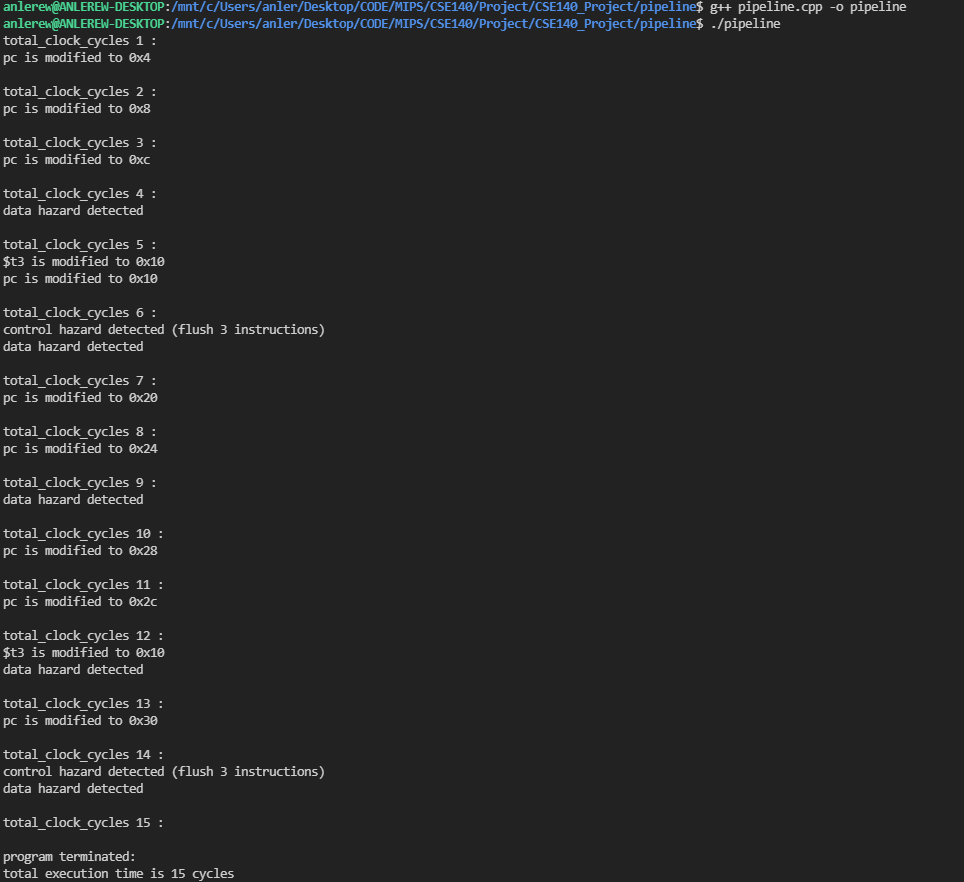 anlerew@ANLEREW-DESKTOP:/mnt/c/Users/anler/Desktop/CODE/MIPS/CSE140/Project/CSE140_Project/pipeline$ g++ pipeline.cpp -o pipeline
anlerew@ANLEREW-DESKTOP:/mnt/c/Users/anler/Desktop/CODE/MIPS/CSE140/Project/CSE140_Project/pipeline$ ./pipeline
total_clock_cycles 1 :
pc is modified to 0x4

total_clock_cycles 2 :
pc is modified to 0x8

total_clock_cycles 3 :
pc is modified to 0xc

total_clock_cycles 4 :
data hazard detected

total_clock_cycles 5 :
$t3 is modified to 0x10
pc is modified to 0x10

total_clock_cycles 6 :
control hazard detected (flush 3 instructions)
data hazard detected

total_clock_cycles 7 :
pc is modified to 0x20

total_clock_cycles 8 :
pc is modified to 0x24

total_clock_cycles 9 :
data hazard detected

total_clock_cycles 10 :
pc is modified to 0x28

total_clock_cycles 11 :
pc is modified to 0x2c

total_clock_cycles 12 :
$t3 is modified to 0x10
data hazard detected

total_clock_cycles 13 :
pc is modified to 0x30

total_clock_cycles 14 :
control hazard detected (flush 3 instructions)
data hazard detected

total_clock_cycles 15 :

program terminated:
total execution time is 15 cycles